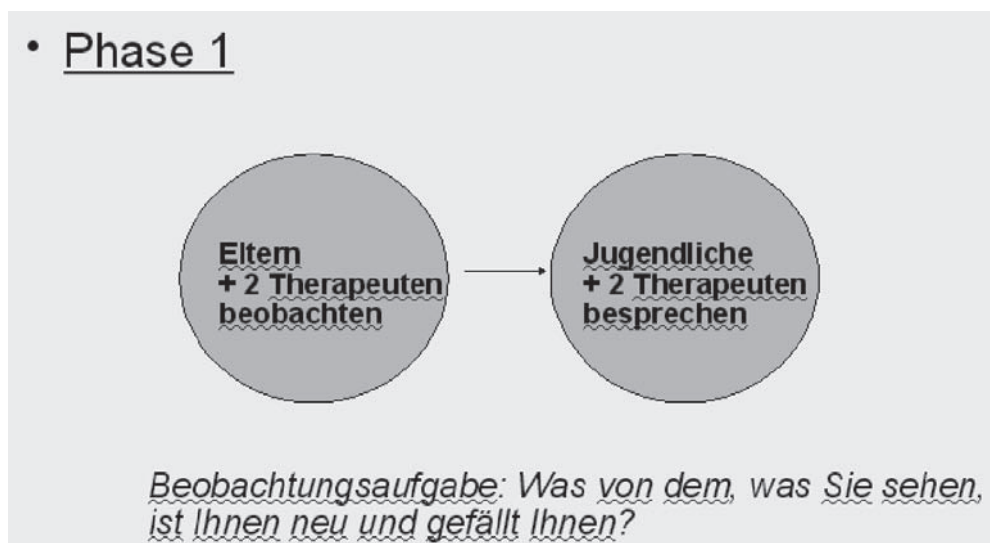 • Phase 1
Eltern
+ 2 Therapeuten
beobachten
Jugendliche
+ 2 Therapeuten
besprechen
Beobachtungsaufgabe: Was von dem, was Sie sehen,
ist Ihnen neu und gefällt Ihnen?